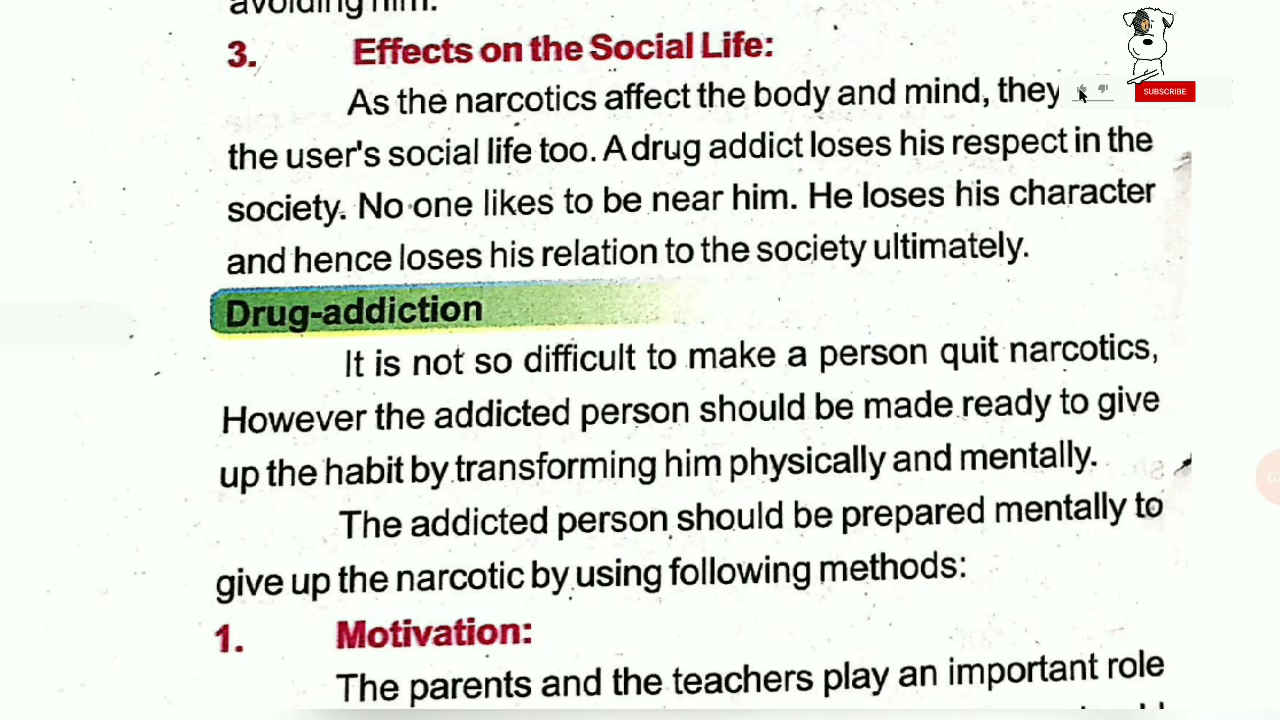 avoiding him.
3. Effects on the Social Life:
As the narcotics affect the body and mind, they
SUBSCRIBE
the user's social life too. A drug addict loses his respect in the
society. No one likes to be near him. He loses his character
and hence loses his relation to the society ultimately.
Drug-addiction
It is not so difficult to make a person quit narcotics,
However the addicted person should be made ready to give
up the habit by transforming him physically and mentally.
The addicted person should be prepared mentally to
give up the narcotic by using following methods:
1. Motivation:
The parents and the teachers play an important role